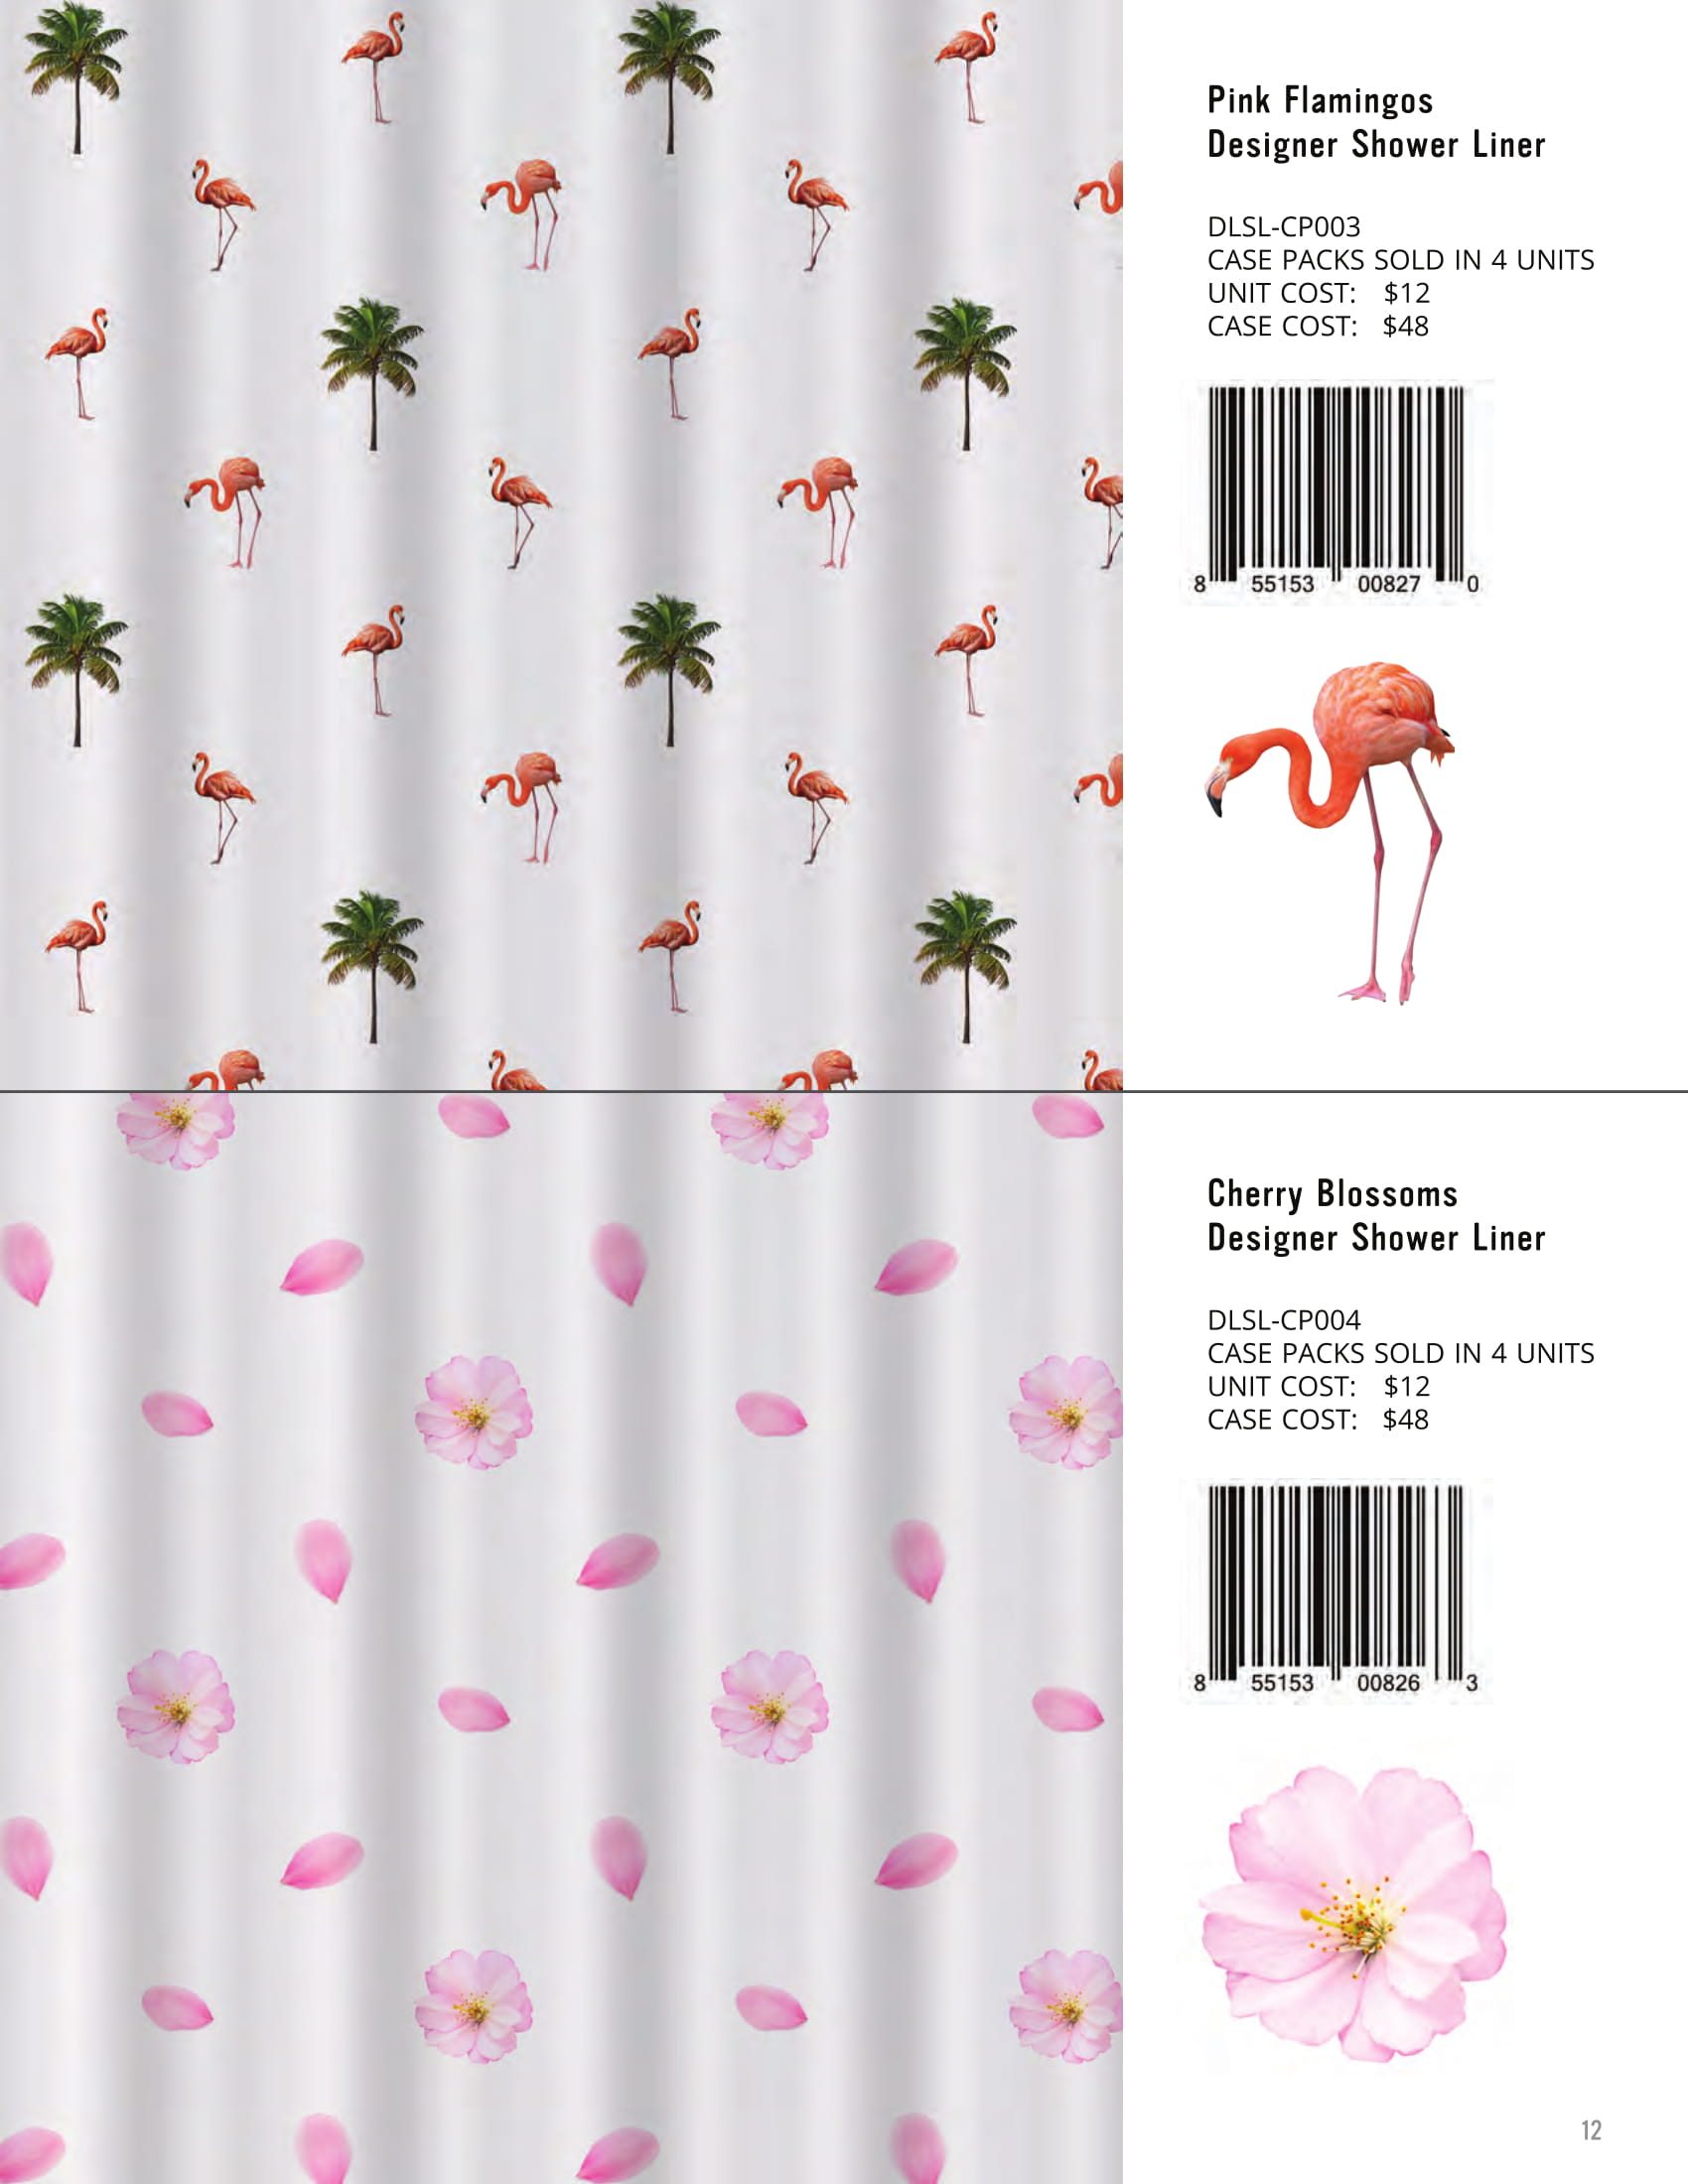 Pink Flamingos
Designer Shower Liner
DLSL-CP003
CASE PACKS SOLD IN 4 UNITS
UNIT COST: $12
CASE COST: $48
8 55153 00827 0
Cherry Blossoms
Designer Shower Liner
DLSL-CP004
CASE PACKS SOLD IN 4 UNITS
UNIT COST: $12
CASE COST: $48
8 55153 00826 3
12